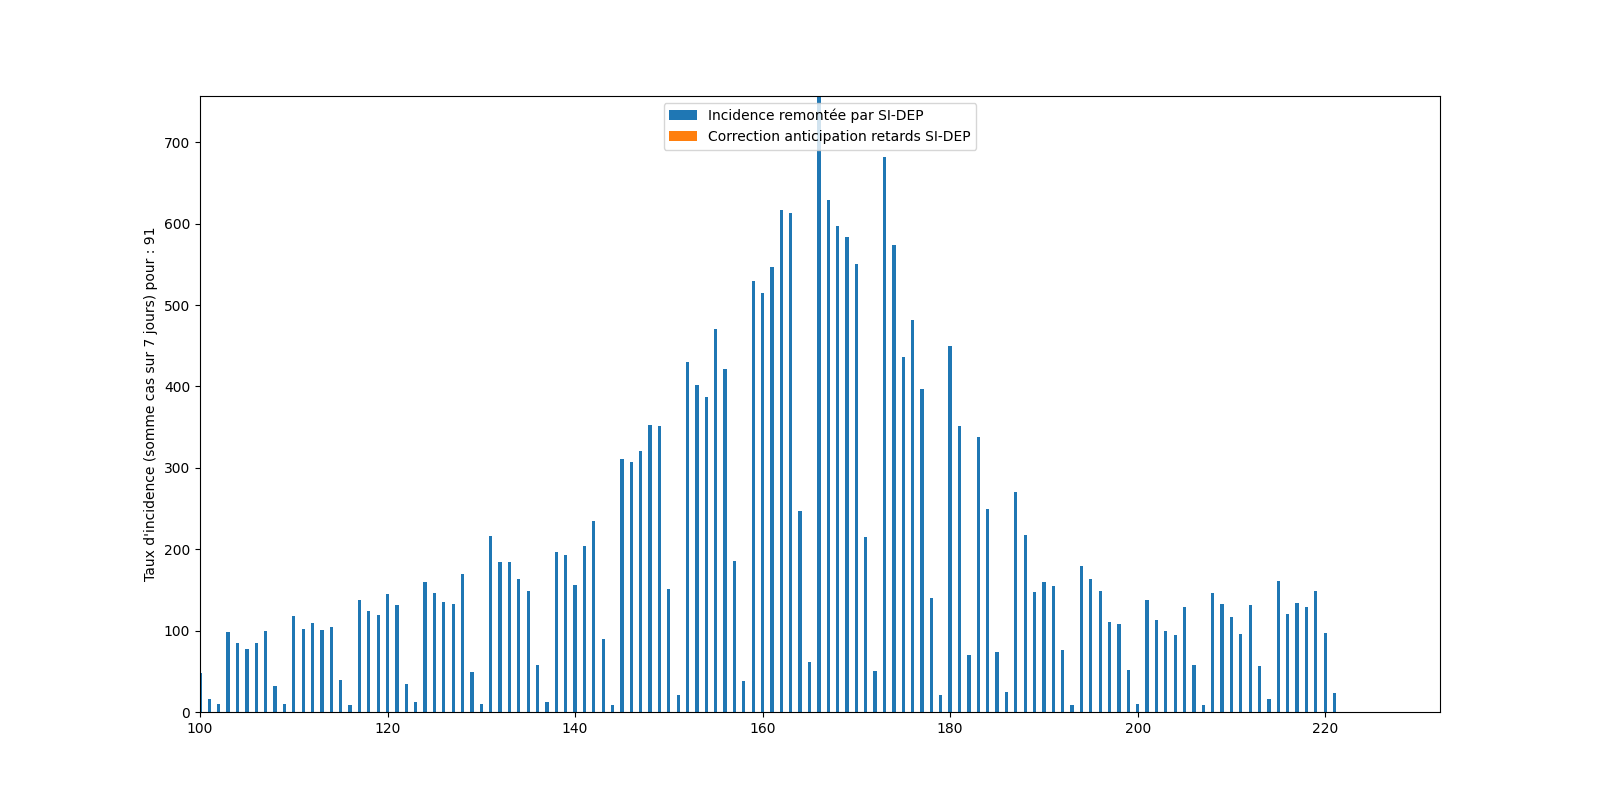 Incidence remontée par SI-DEP
Correction anticipation retards SI-DEP
Taux d'incidence (somme cas sur 7 jours) pour : 91
700
600
500
400
300
200
100
0
100 120 140 160 180 200 220